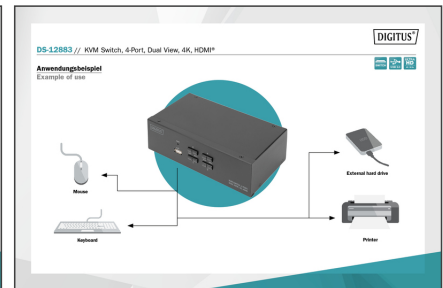 DIGITUS®
DS-12883 // KVM Switch, 4-Port, Dual View, 4K, HDMI®
Anwendungsbeispiel
Example of use
HD
Mouse
External hard drive
Keyboard
Printer